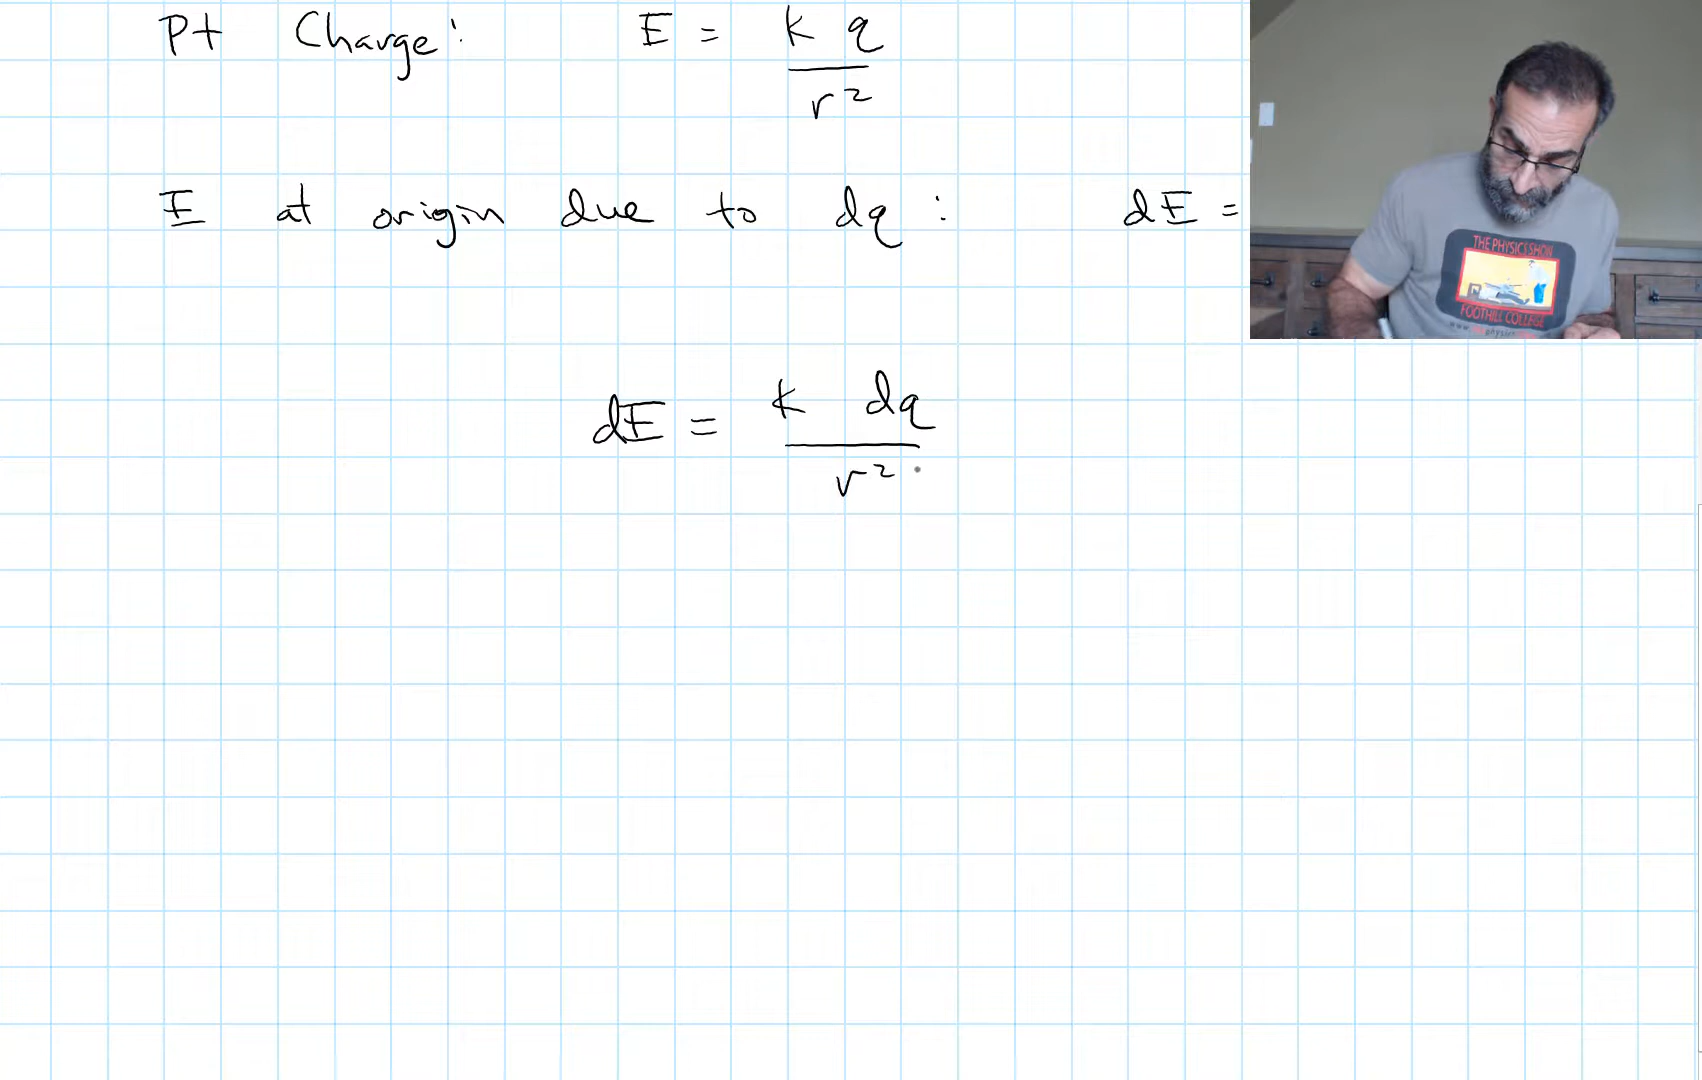 Pt Charge: E = k q / r²
E at origin due to dq: dE =
dE = k dq / r²
THE PHYSICS SHOW
FOOTHILL COLLEGE